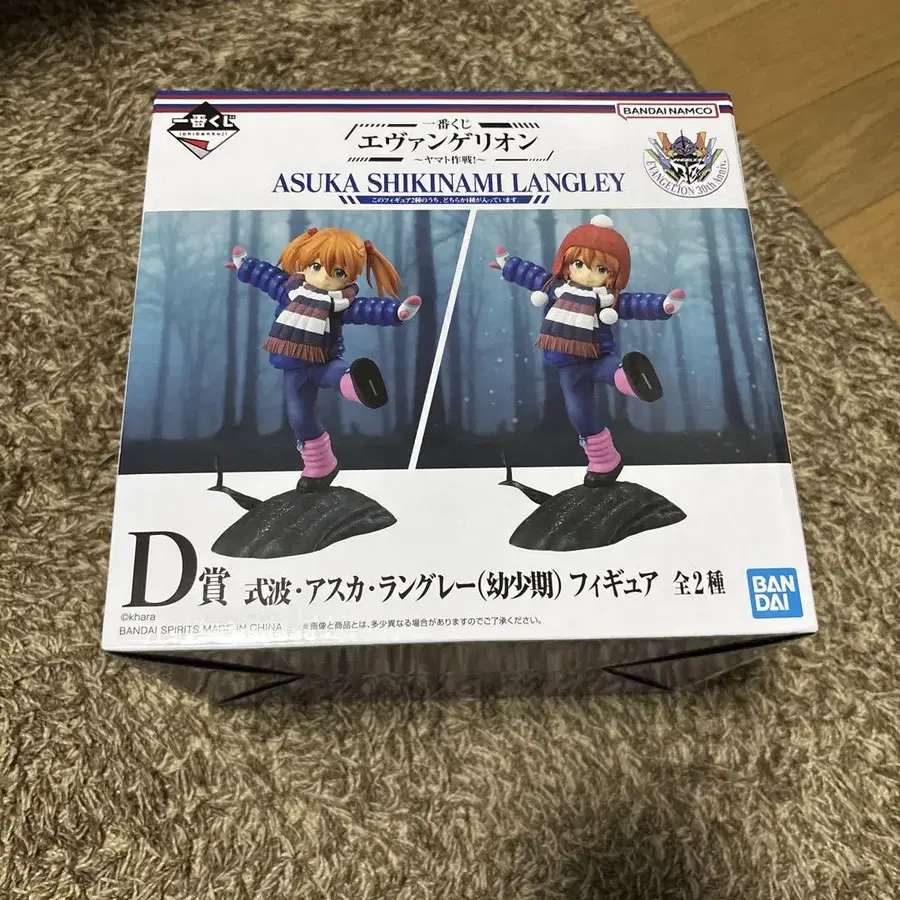 一番くじ
ichibankuji
一番くじ
エヴァンゲリオン
～ヤマト作戦!～
ASUKA SHIKINAMI LANGLEY
このフィギュア2種のうち、どちらか1種が入っています。
BANDAI NAMCO
EVANGELION
EVANGELION 30th Anniv.
D賞 式波・アスカ・ラングレー(幼少期) フィギュア 全2種
©khara
BANDAI SPIRITS MADE IN CHINA
※画像と商品とは、多少異なる場合がありますのでご了承ください。
BAN
DAI